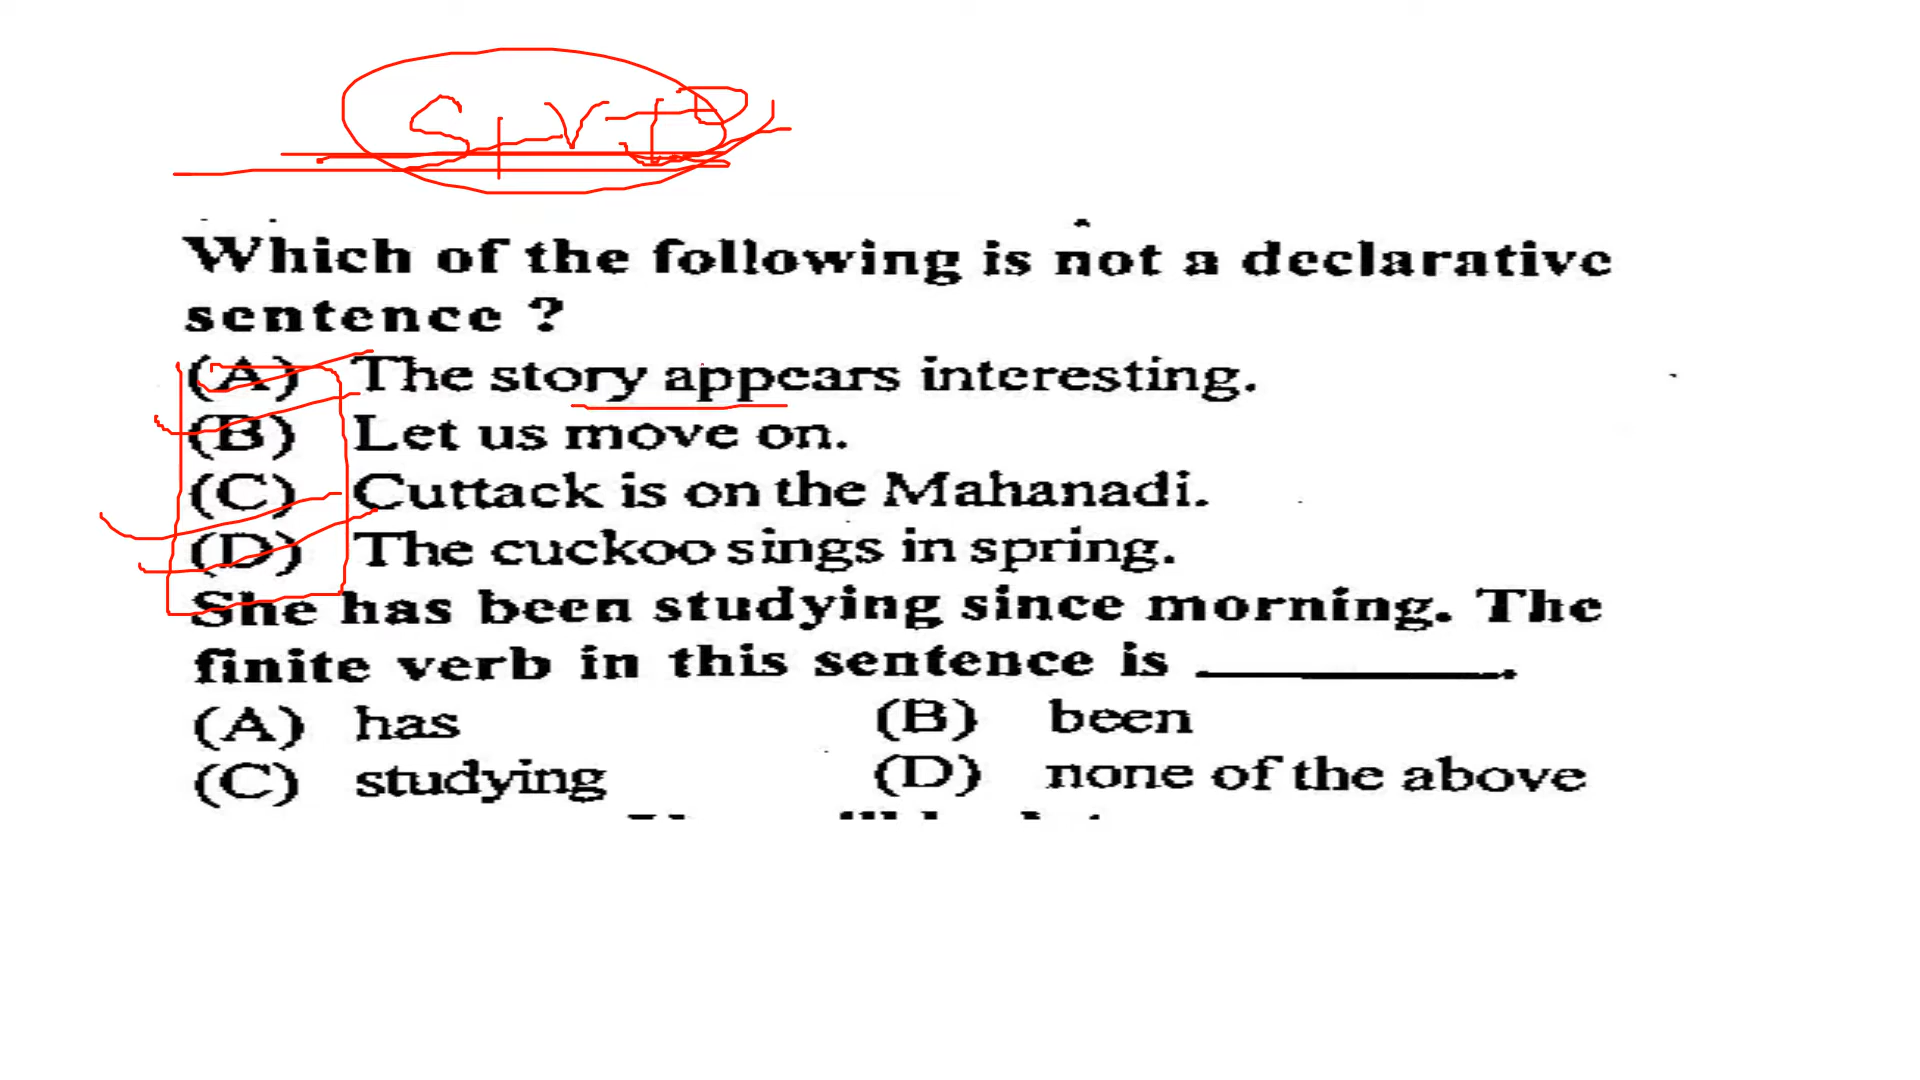 S+V+
Which of the following is not a declarative
sentence ?
(A) The story appears interesting.
(B) Let us move on.
(C) Cuttack is on the Mahanadi.
(D) The cuckoo sings in spring.
She has been studying since morning. The
finite verb in this sentence is ________.
(A) has (B) been
(C) studying (D) none of the above